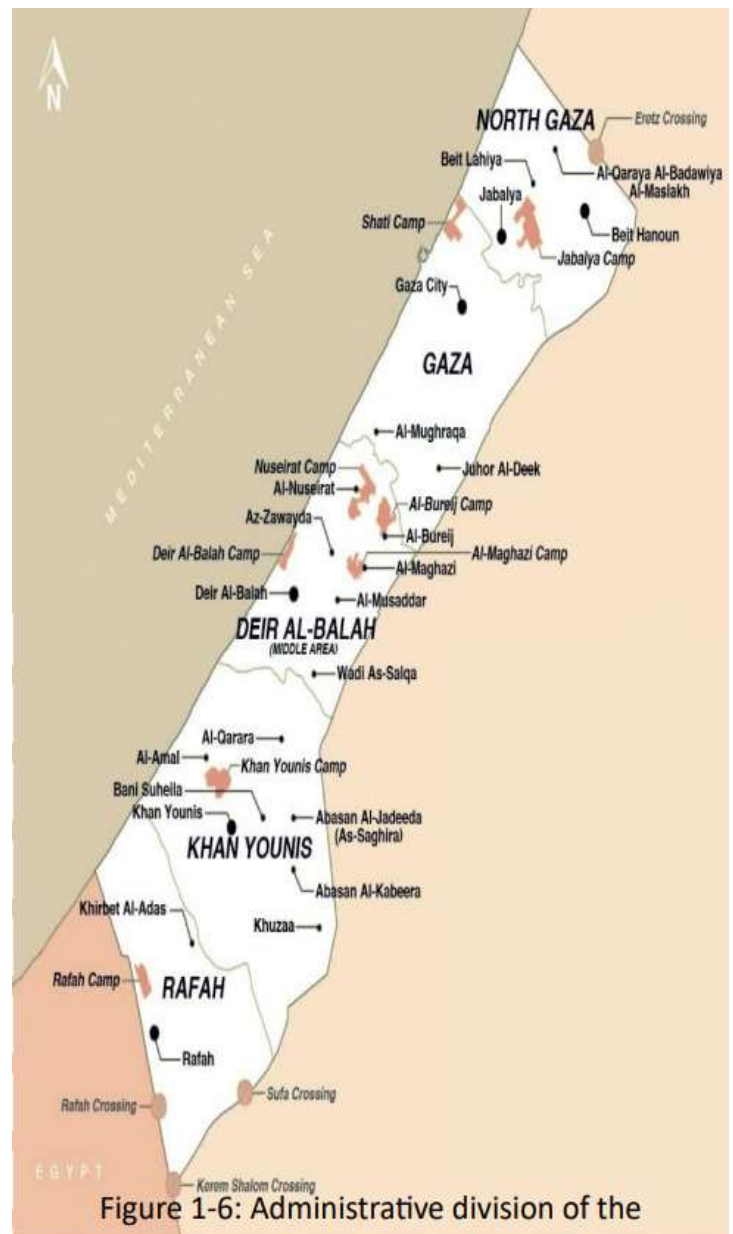 N
NORTH GAZA
Eretz Crossing
Beit Lahiya
Al-Qaraya Al-Badawiya
Al-Maslakh
Jabalya
Shati Camp
Beit Hanoun
Jabalya Camp
Gaza City
MEDITERRANEAN SEA
GAZA
Al-Mughraqa
Nuseirat Camp
Juhor Al-Deek
Al-Nuseirat
Al-Bureij Camp
Az-Zawayda
Al-Bureij
Deir Al-Balah Camp
Al-Maghazi Camp
Al-Maghazi
Deir Al-Balah
Al-Musaddar
DEIR AL-BALAH
(MIDDLE AREA)
Wadi As-Salqa
Al-Qarara
Al-Amal
Khan Younis Camp
Bani Suheila
Khan Younis
Abasan Al-Jadeeda
(As-Saghira)
KHAN YOUNIS
Abasan Al-Kabeera
Khirbet Al-Adas
Khuzaa
Rafah Camp
RAFAH
Rafah
Sufa Crossing
Rafah Crossing
EGYPT
Kerem Shalom Crossing
Figure 1-6: Administrative division of the